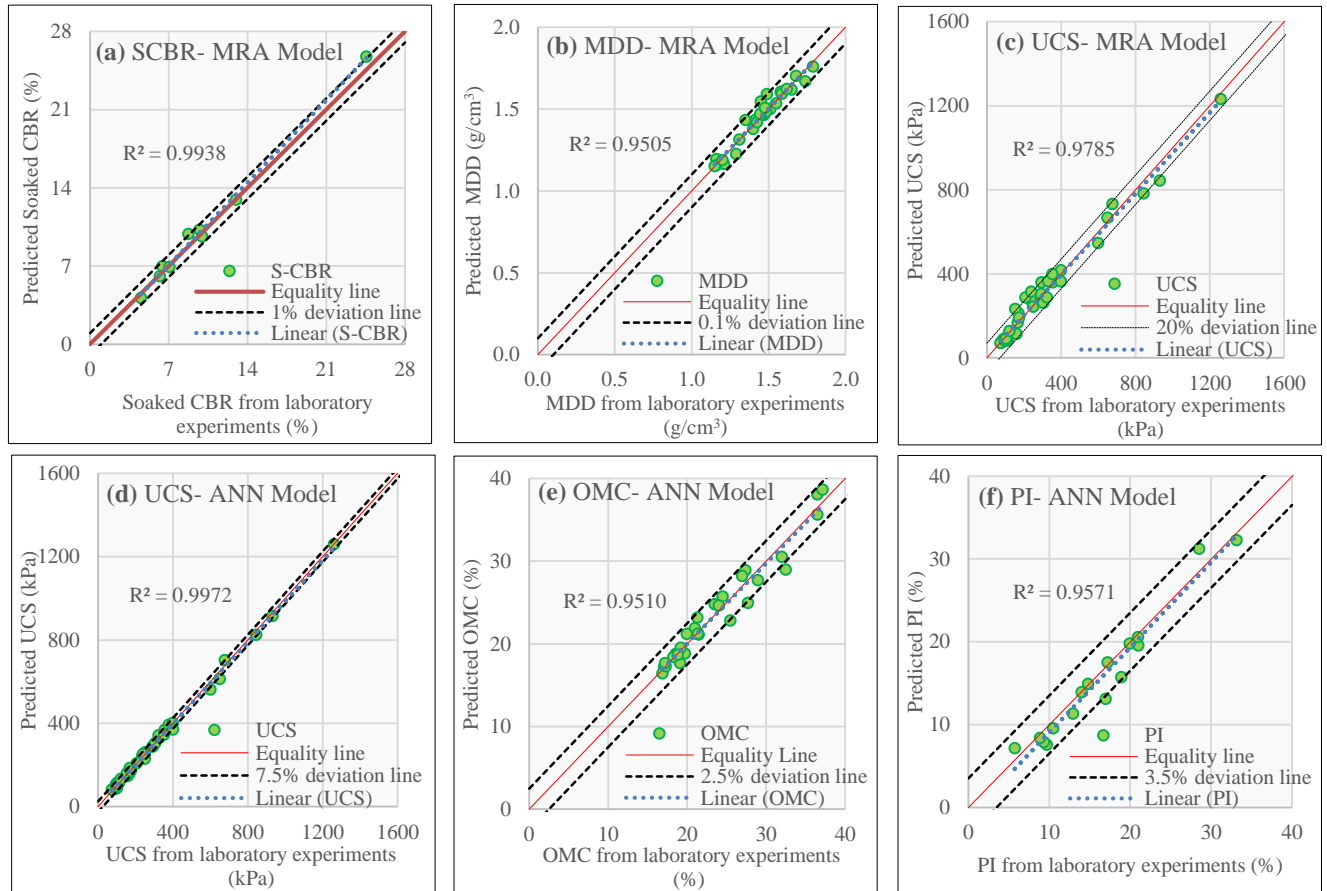 (a) SCBR- MRA Model
Predicted Soaked CBR (%)
28
21
14
7
0
R² = 0.9938
S-CBR
Equality line
1% deviation line
Linear (S-CBR)
0 7 14 21 28
Soaked CBR from laboratory
experiments (%)
(b) MDD- MRA Model
Predicted MDD (g/cm³)
2.0
1.5
1.0
0.5
0.0
R² = 0.9505
MDD
Equality line
0.1% deviation line
Linear (MDD)
0.0 0.5 1.0 1.5 2.0
MDD from laboratory experiments
(g/cm³)
(c) UCS- MRA Model
Predicted UCS (kPa)
1600
1200
800
400
0
R² = 0.9785
UCS
Equality line
20% deviation line
Linear (UCS)
0 400 800 1200 1600
UCS from laboratory experiments
(kPa)
(d) UCS- ANN Model
Predicted UCS (kPa)
1600
1200
800
400
0
R² = 0.9972
UCS
Equality line
7.5% deviation line
Linear (UCS)
0 400 800 1200 1600
UCS from laboratory experiments
(kPa)
(e) OMC- ANN Model
Predicted OMC (%)
40
30
20
10
0
R² = 0.9510
OMC
Equality Line
2.5% deviation line
Linear (OMC)
0 10 20 30 40
OMC from laboratory experiments
(%)
(f) PI- ANN Model
Predicted PI (%)
40
30
20
10
0
R² = 0.9571
PI
Equality line
3.5% deviation line
Linear (PI)
0 10 20 30 40
PI from laboratory experiments (%)